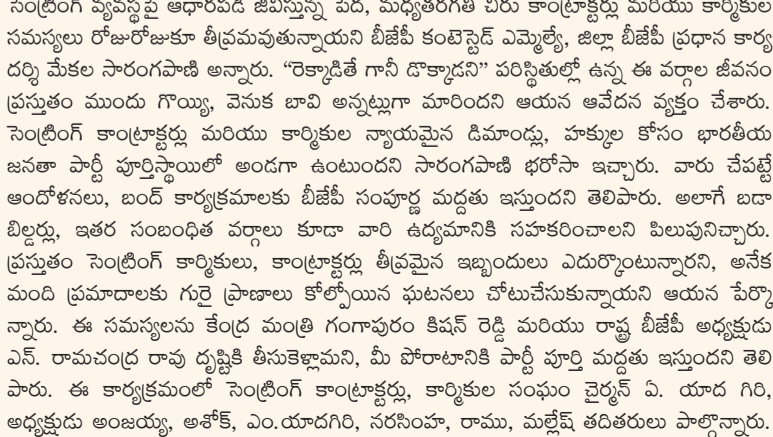 సెంట్రింగ్ వ్యవస్థపై ఆధారపడి జీవిస్తున్న పేద, మధ్యతరగతి చిరు కాంట్రాక్టర్లు మరియు కార్మికుల
సమస్యలు రోజురోజుకూ తీవ్రమవుతున్నాయని బీజేపీ కంటెస్టెడ్ ఎమ్మెల్యే, జిల్లా బీజేపీ ప్రధాన కార్య
దర్శి మేకల సారంగపాణి అన్నారు. “రెక్కాడితే గానీ డొక్కాడని” పరిస్థితుల్లో ఉన్న ఈ వర్గాల జీవనం
ప్రస్తుతం ముందు గొయ్యి, వెనుక బావి అన్నట్లుగా మారిందని ఆయన ఆవేదన వ్యక్తం చేశారు.
సెంట్రింగ్ కాంట్రాక్టర్లు మరియు కార్మికుల న్యాయమైన డిమాండ్లు, హక్కుల కోసం భారతీయ
జనతా పార్టీ పూర్తిస్థాయిలో అండగా ఉంటుందని సారంగపాణి భరోసా ఇచ్చారు. వారు చేపట్టే
ఆందోళనలు, బంద్ కార్యక్రమాలకు బీజేపీ సంపూర్ణ మద్దతు ఇస్తుందని తెలిపారు. అలాగే బడా
బిల్డర్లు, ఇతర సంబంధిత వర్గాలు కూడా వారి ఉద్యమానికి సహకరించాలని పిలుపునిచ్చారు.
ప్రస్తుతం సెంట్రింగ్ కార్మికులు, కాంట్రాక్టర్లు తీవ్రమైన ఇబ్బందులు ఎదుర్కొంటున్నారని, అనేక
మంది ప్రమాదాలకు గురై ప్రాణాలు కోల్పోయిన ఘటనలు చోటుచేసుకున్నాయని ఆయన పేర్కొ
న్నారు. ఈ సమస్యలను కేంద్ర మంత్రి గంగాపురం కిషన్ రెడ్డి మరియు రాష్ట్ర బీజేపీ అధ్యక్షుడు
ఎన్. రామచంద్ర రావు దృష్టికి తీసుకెళ్లామని, మీ పోరాటానికి పార్టీ పూర్తి మద్దతు ఇస్తుందని తెలి
పారు. ఈ కార్యక్రమంలో సెంట్రింగ్ కాంట్రాక్టర్లు, కార్మికుల సంఘం చైర్మన్ ఏ. యాద గిరి,
అధ్యక్షుడు అంజయ్య, అశోక్, ఎం.యాదగిరి, నరసింహ, రాము, మల్లేష్ తదితరులు పాల్గొన్నారు.